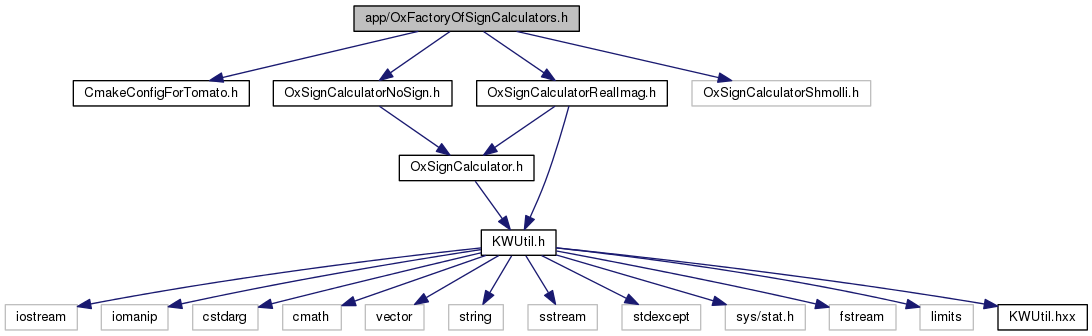 app/OxFactoryOfSignCalculators.h
CmakeConfigForTomato.h
OxSignCalculatorNoSign.h
OxSignCalculatorRealImag.h
OxSignCalculatorShmolli.h
OxSignCalculator.h
KWUtil.h
iostream
iomanip
cstdarg
cmath
vector
string
sstream
stdexcept
sys/stat.h
fstream
limits
KWUtil.hxx